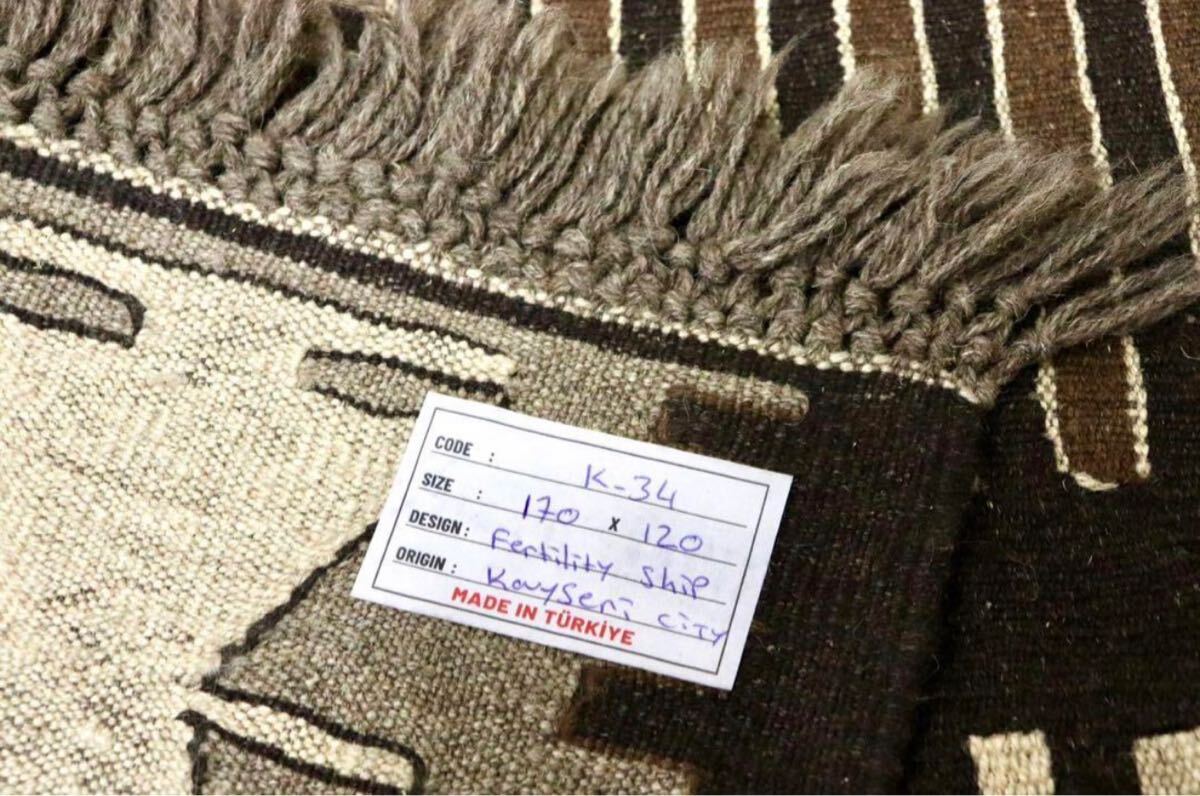 CODE : K-34
SIZE : 170 x 120
DESIGN: Fertility Ship
ORIGIN: Kayseri CiTY
MADE IN TÜRKİYE